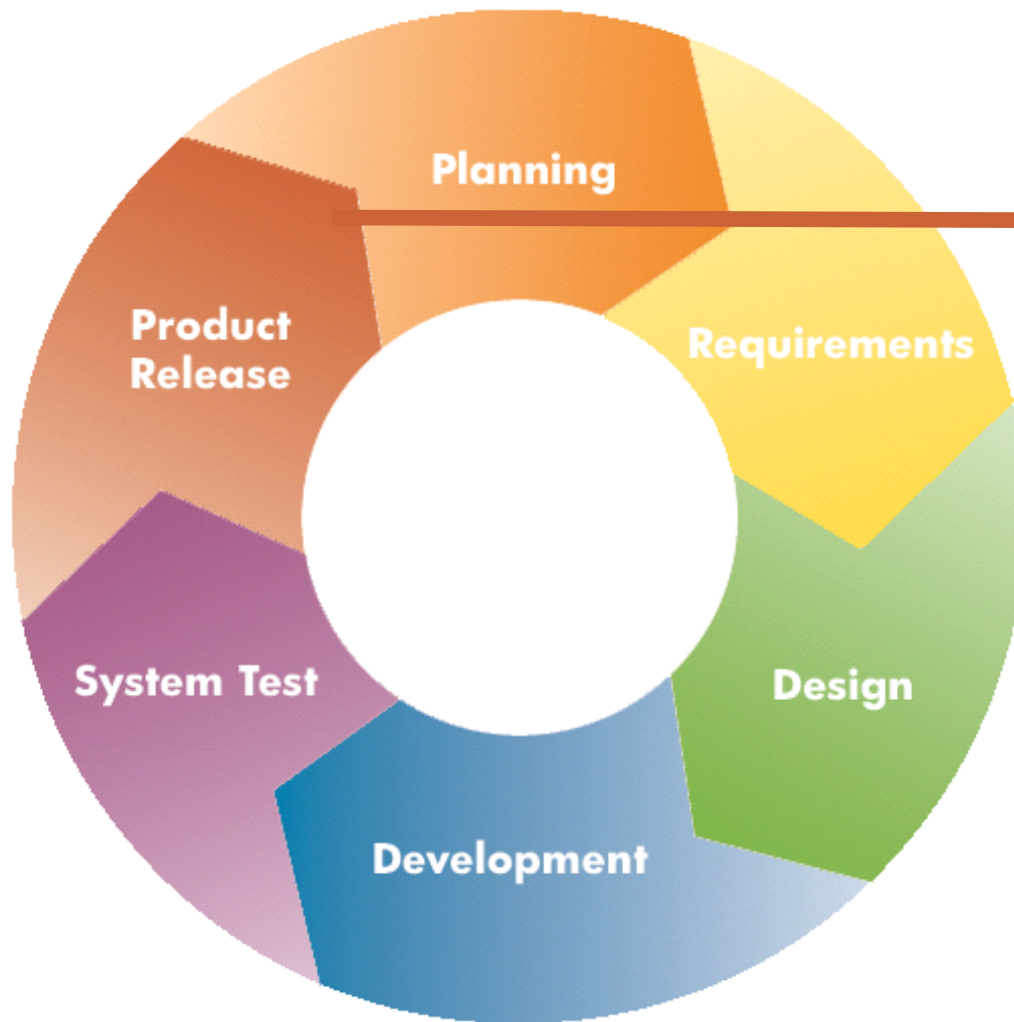 Planning
Requirements
Design
Development
System Test
Product
Release